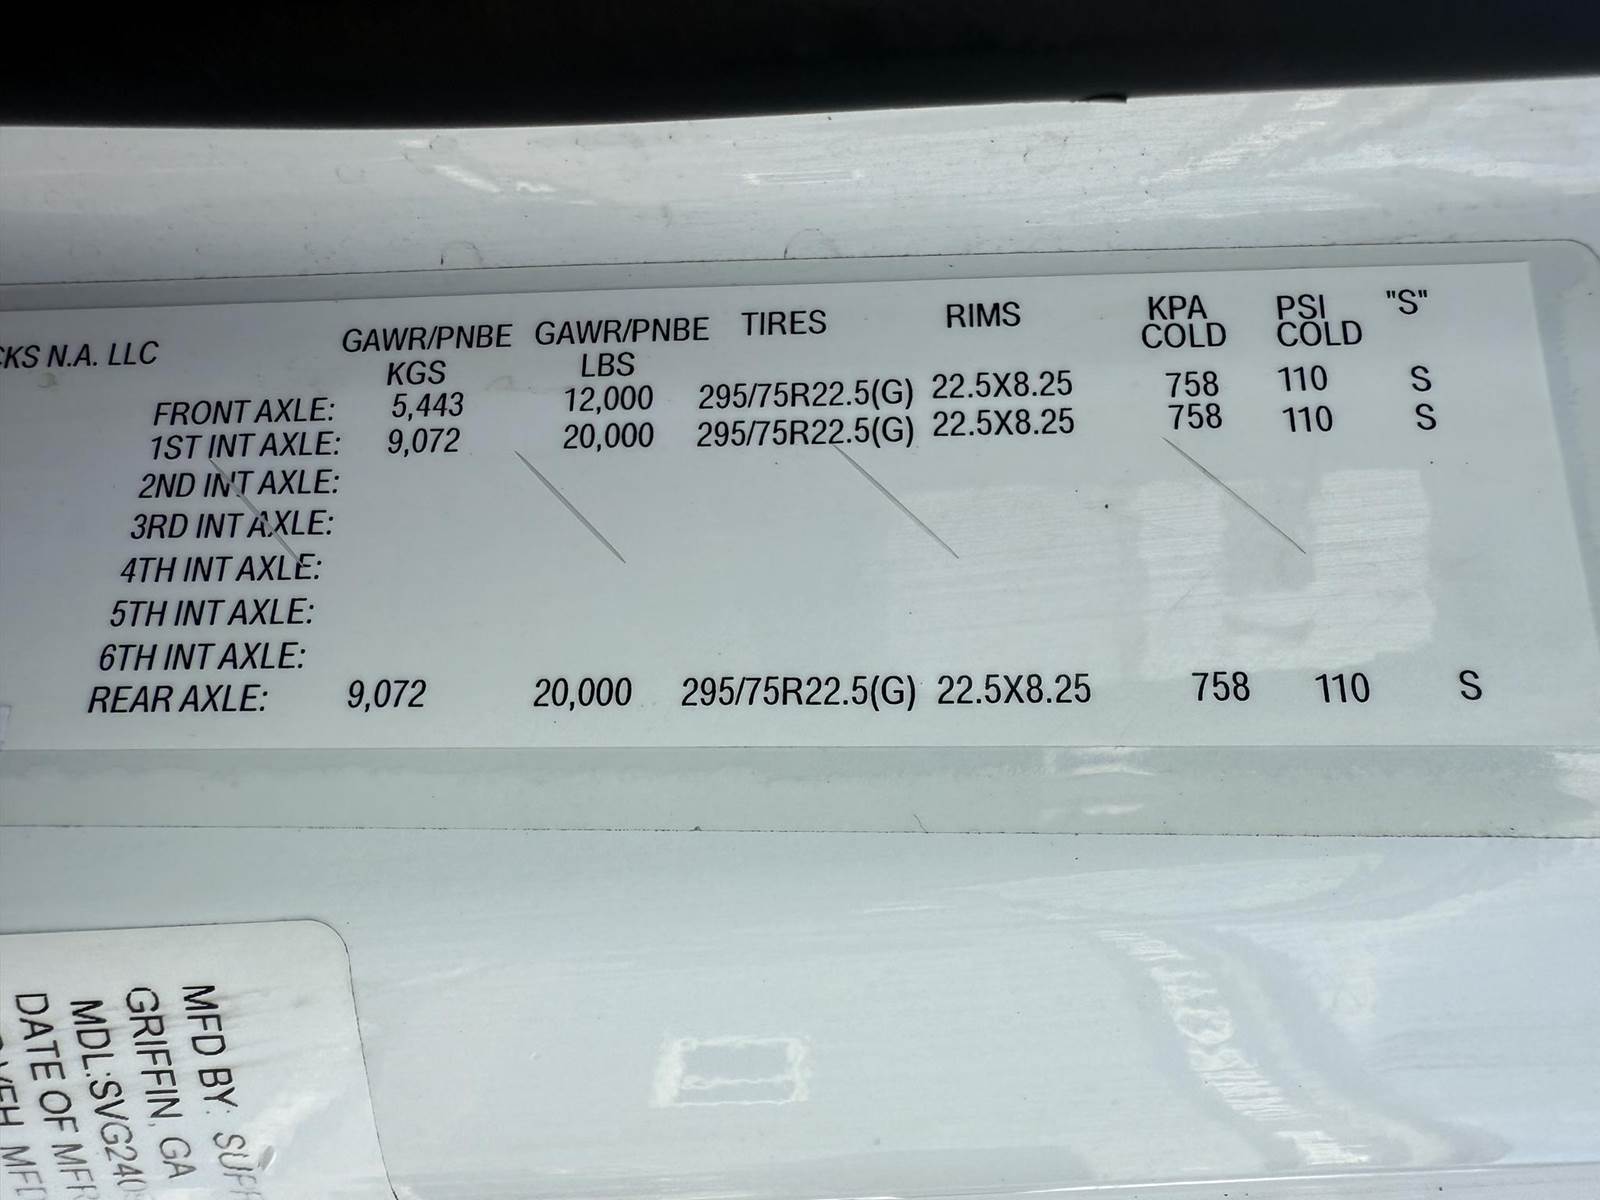 N.A. LLC
GAWR/PNBE GAWR/PNBE TIRES RIMS KPA PSI "S"
KGS LBS COLD COLD
FRONT AXLE: 5,443 12,000 295/75R22.5(G) 22.5X8.25 758 110 S
1ST INT AXLE: 9,072 20,000 295/75R22.5(G) 22.5X8.25 758 110 S
2ND INT AXLE:
3RD INT AXLE:
4TH INT AXLE:
5TH INT AXLE:
6TH INT AXLE:
REAR AXLE: 9,072 20,000 295/75R22.5(G) 22.5X8.25 758 110 S
MFD BY:
GRIFFIN, GA
MDL:SVG240
DATE OF MFR